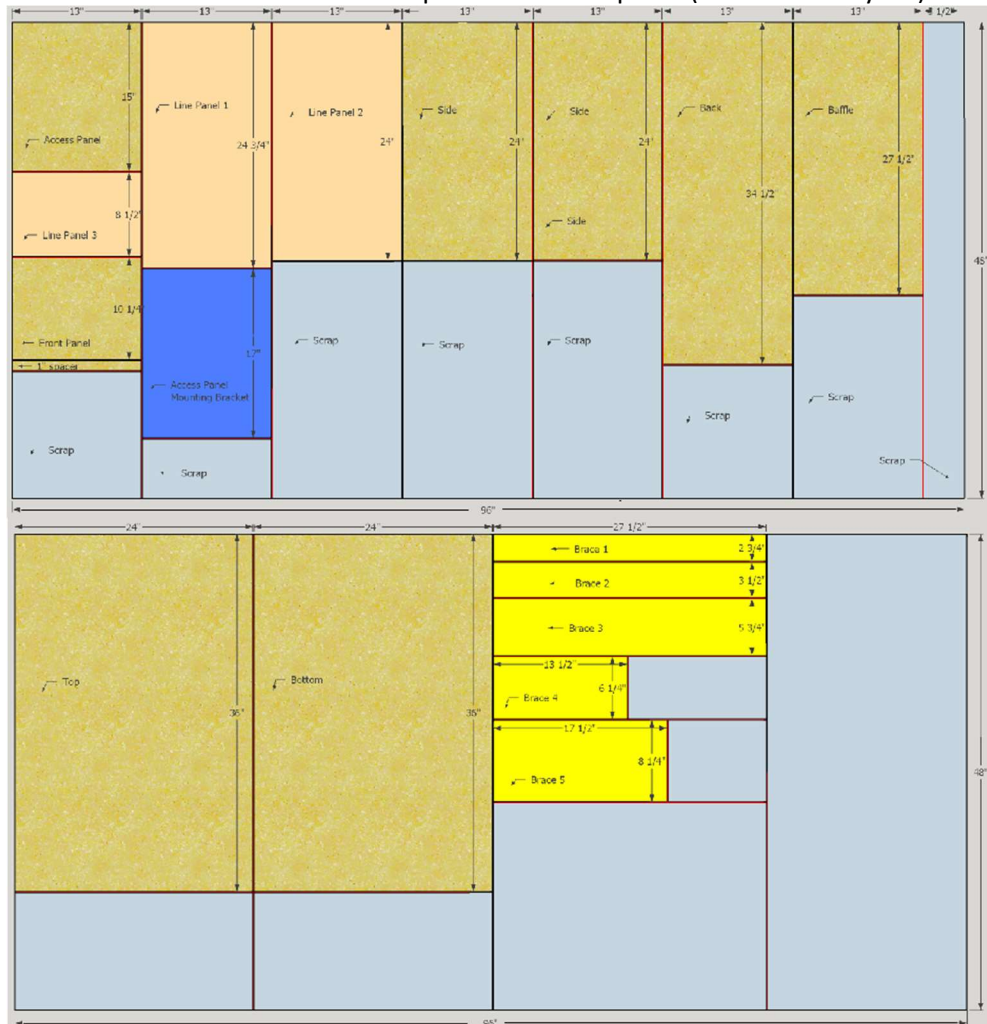 13" 13' 13" 13" 13" 13" 13' 1/2"
15"
Line Panel 1
Line Panel 2
Side
Side
Back
Baffle
Access Panel
24 3/4"
24"
24"
24"
27 1/2"
34 1/2"
8 1/2"
Line Panel 3
Side
10 1/4"
Front Panel
1" spacer
17"
Access Panel
Mounting Bracket
Scrap
Scrap
Scrap
Scrap
Scrap
Scrap
Scrap
Scrap
48"
96"
24" 24" 27 1/2"
Brace 1
2 3/4"
Brace 2
3 1/2"
Brace 3
5 3/4"
13 1/2"
6 1/4"
Brace 4
17 1/2"
8 1/4"
Brace 5
Top
Bottom
36"
36"
48"
96"